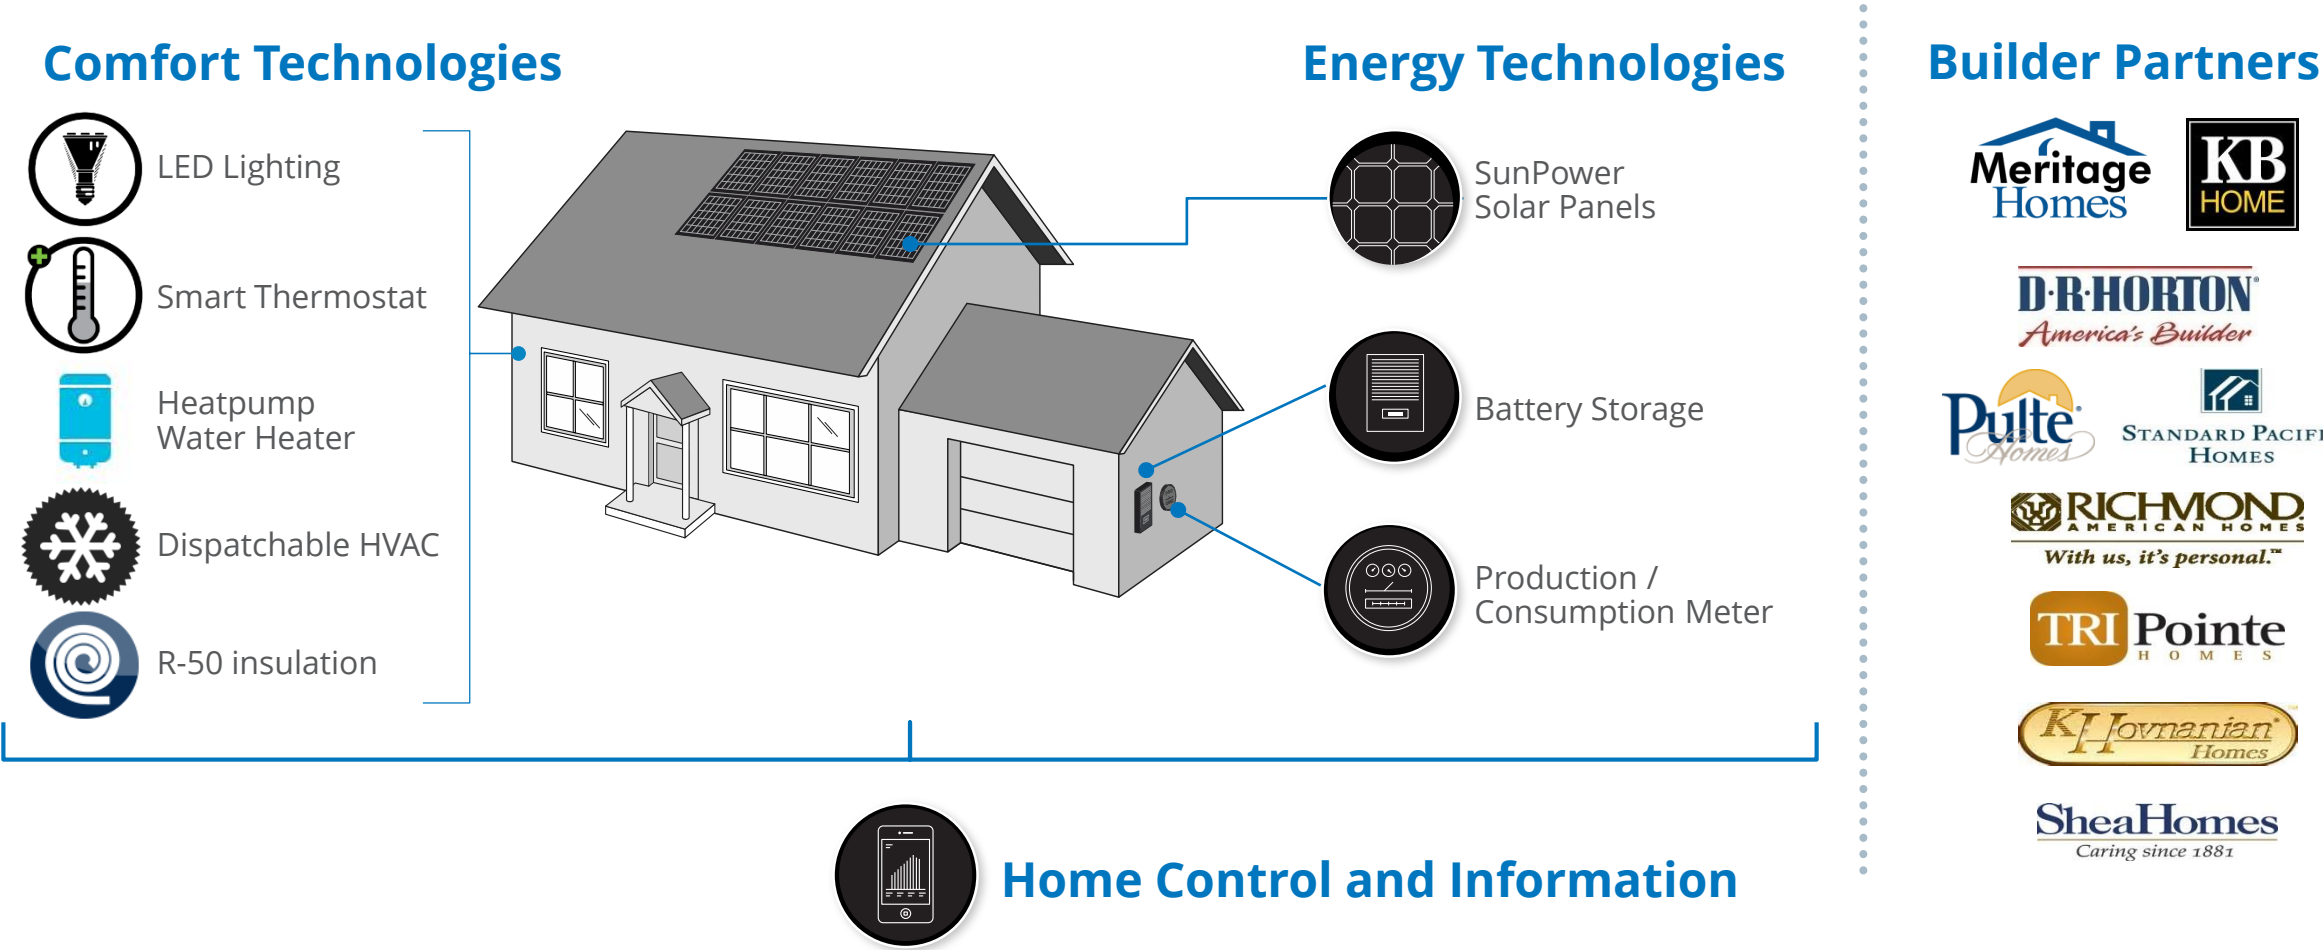 Comfort Technologies
LED Lighting
Smart Thermostat
Heatpump
Water Heater
Dispatchable HVAC
R-50 insulation
Energy Technologies
SunPower
Solar Panels
Battery Storage
Production /
Consumption Meter
Home Control and Information
Builder Partners
Meritage
Homes
KB
HOME
D·R·HORTON
America's Builder
Pulte
Homes
STANDARD PACIFI
HOMES
RICHMOND
AMERICAN HOMES
With us, it's personal.™
TRI Pointe
HOMES
K Hovnanian
Homes
SheaHomes
Caring since 1881